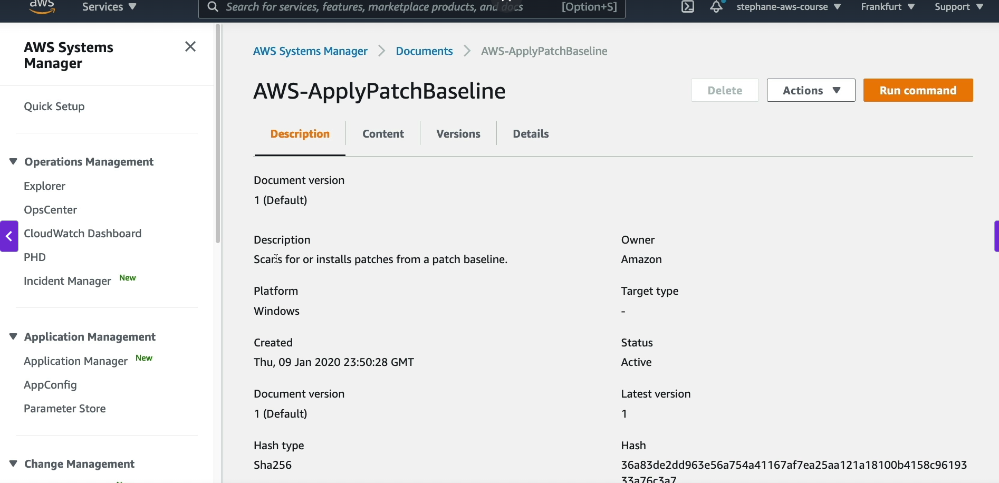 aws
Services
Search for services, features, marketplace products, and docs
[Option+S]
stephane-aws-course
Frankfurt
Support
AWS Systems
Manager
Quick Setup
Operations Management
Explorer
OpsCenter
CloudWatch Dashboard
PHD
Incident Manager New
Application Management
Application Manager New
AppConfig
Parameter Store
Change Management
AWS Systems Manager
Documents
AWS-ApplyPatchBaseline
AWS-ApplyPatchBaseline
Delete
Actions
Run command
Description
Content
Versions
Details
Document version
1 (Default)
Description
Scans for or installs patches from a patch baseline.
Owner
Amazon
Platform
Windows
Target type
-
Created
Thu, 09 Jan 2020 23:50:28 GMT
Status
Active
Document version
1 (Default)
Latest version
1
Hash type
Sha256
Hash
36a83de2dd963e56a754a41167af7ea25aa121a18100b4158c96193
33a76c3a7